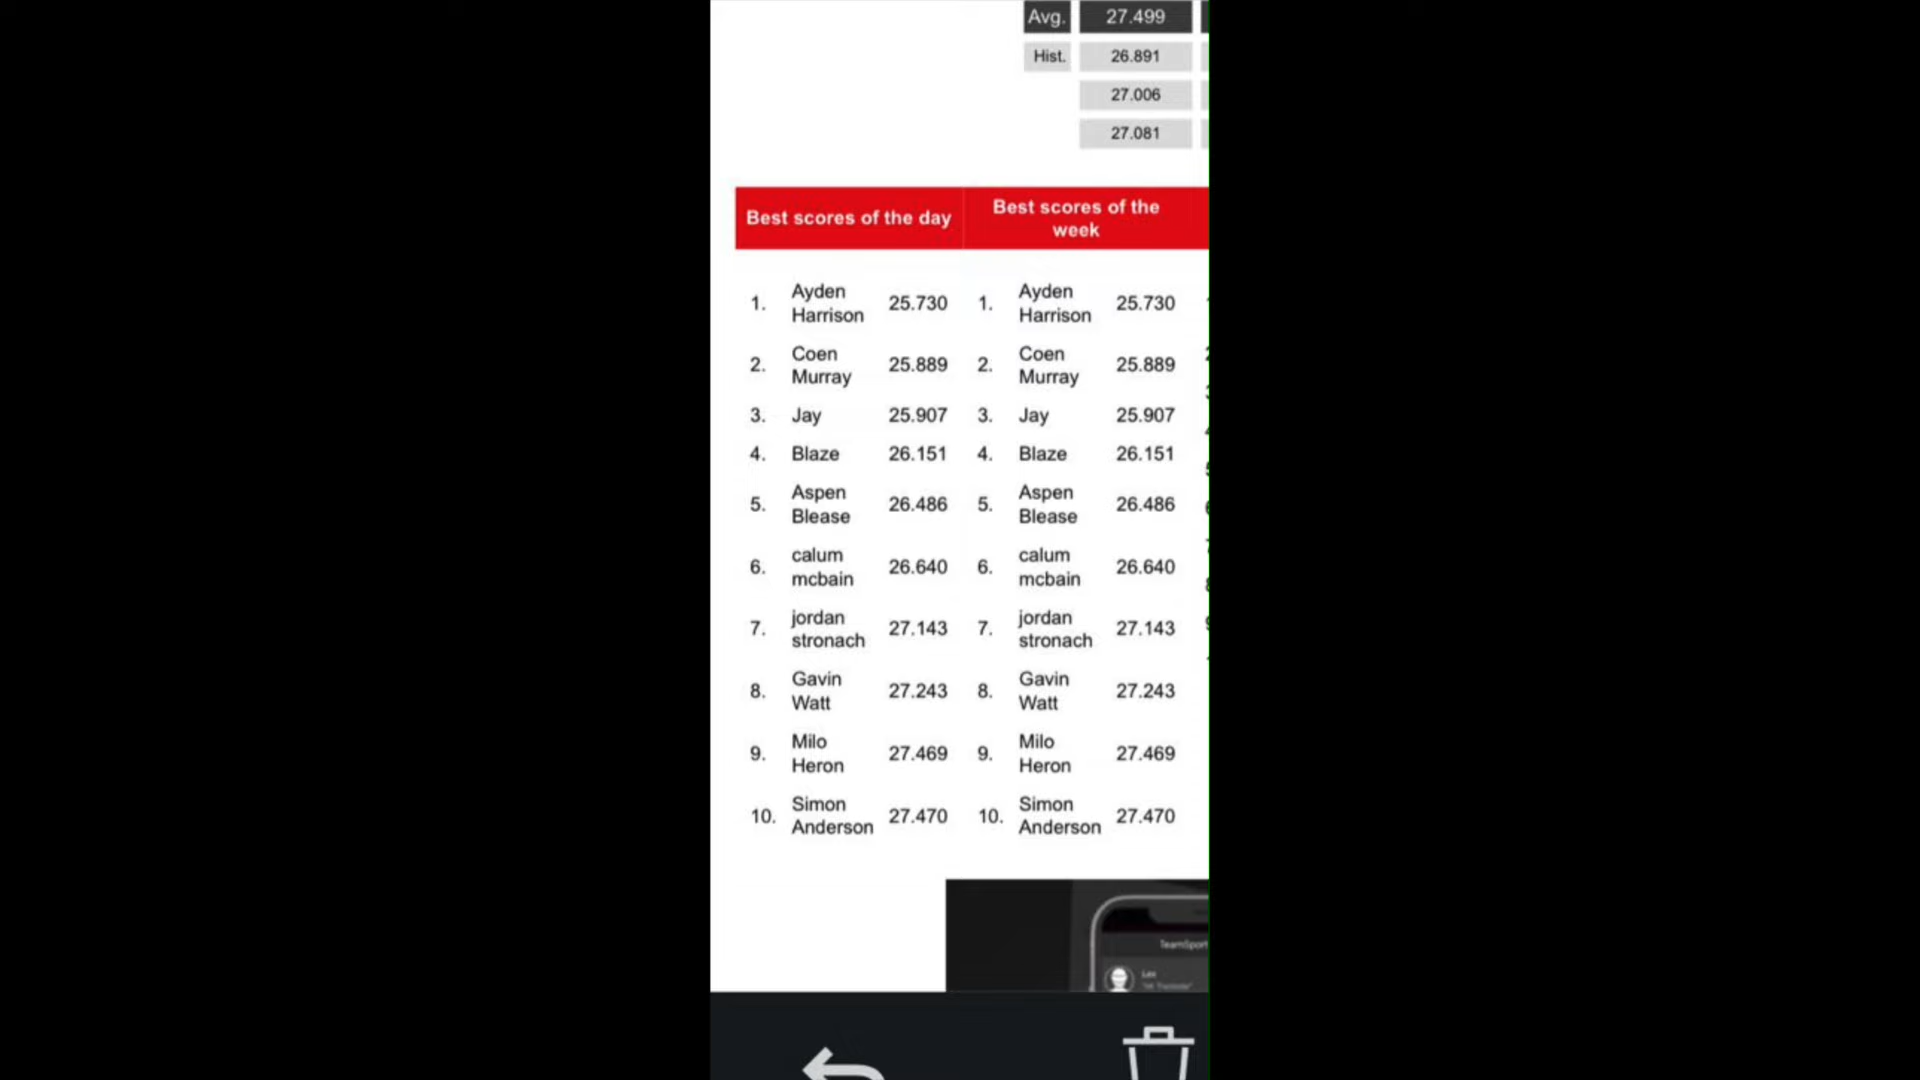 Avg. 27.499
Hist. 26.891
27.006
27.081
Best scores of the day
Best scores of the
week
1. Ayden Harrison 25.730 1. Ayden Harrison 25.730
2. Coen Murray 25.889 2. Coen Murray 25.889
3. Jay 25.907 3. Jay 25.907
4. Blaze 26.151 4. Blaze 26.151
5. Aspen Blease 26.486 5. Aspen Blease 26.486
6. calum mcbain 26.640 6. calum mcbain 26.640
7. jordan stronach 27.143 7. jordan stronach 27.143
8. Gavin Watt 27.243 8. Gavin Watt 27.243
9. Milo Heron 27.469 9. Milo Heron 27.469
10. Simon Anderson 27.470 10. Simon Anderson 27.470
TeamSport